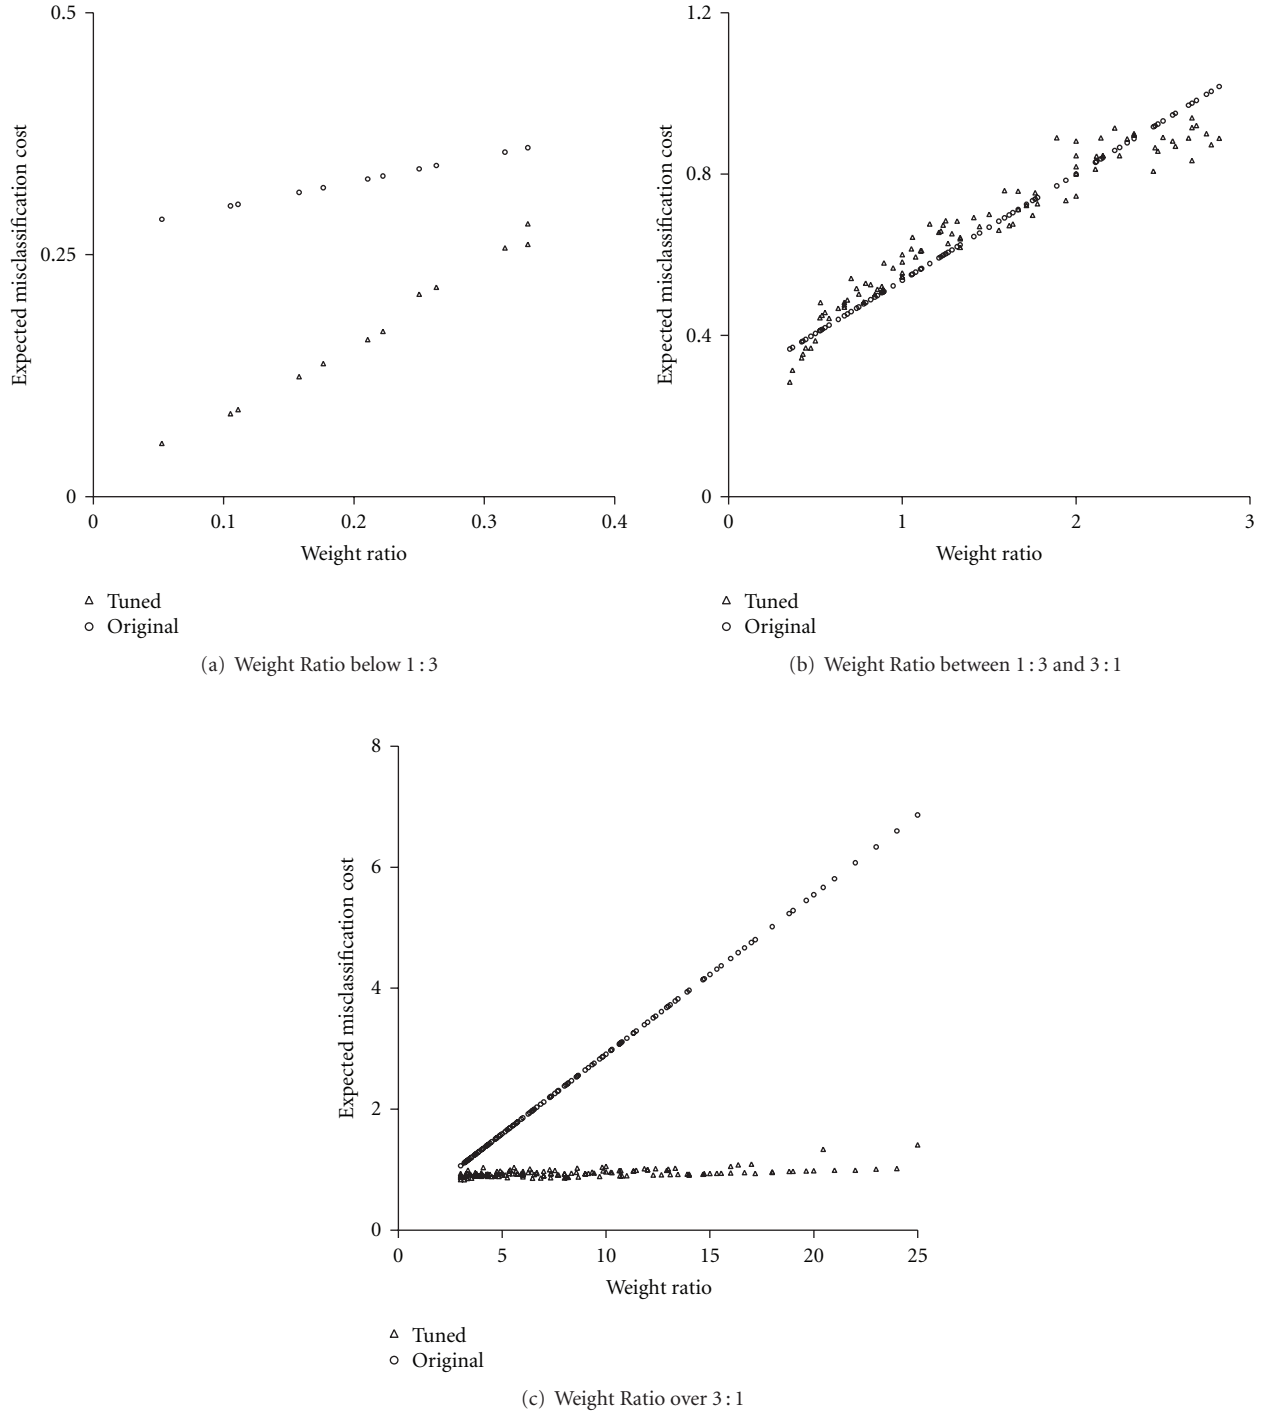 0.5
Expected misclassification cost
0.25
0
0 0.1 0.2 0.3 0.4
Weight ratio
Tuned
Original
(a) Weight Ratio below 1 : 3
1.2
Expected misclassification cost
0.8
0.4
0
0 1 2 3
Weight ratio
Tuned
Original
(b) Weight Ratio between 1 : 3 and 3 : 1
8
Expected misclassification cost
6
4
2
0
0 5 10 15 20 25
Weight ratio
Tuned
Original
(c) Weight Ratio over 3 : 1